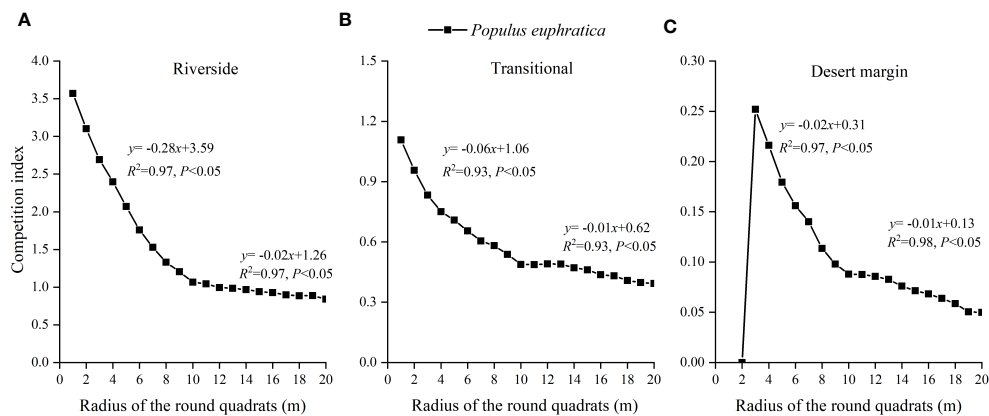 A
B
Populus euphratica
C
Riverside
Transitional
Desert margin
Competition index
4.0
3.5
3.0
2.5
2.0
1.5
1.0
0.5
0.0
y= -0.28x+3.59
R²=0.97, P<0.05
y= -0.02x+1.26
R²=0.97, P<0.05
0 2 4 6 8 10 12 14 16 18 20
Radius of the round quadrats (m)
1.5
1.2
0.9
0.6
0.3
0.0
y= -0.06x+1.06
R²=0.93, P<0.05
y= -0.01x+0.62
R²=0.93, P<0.05
0 2 4 6 8 10 12 14 16 18 20
Radius of the round quadrats (m)
0.30
0.25
0.20
0.15
0.10
0.05
0.00
y= -0.02x+0.31
R²=0.97, P<0.05
y= -0.01x+0.13
R²=0.98, P<0.05
0 2 4 6 8 10 12 14 16 18 20
Radius of the round quadrats (m)